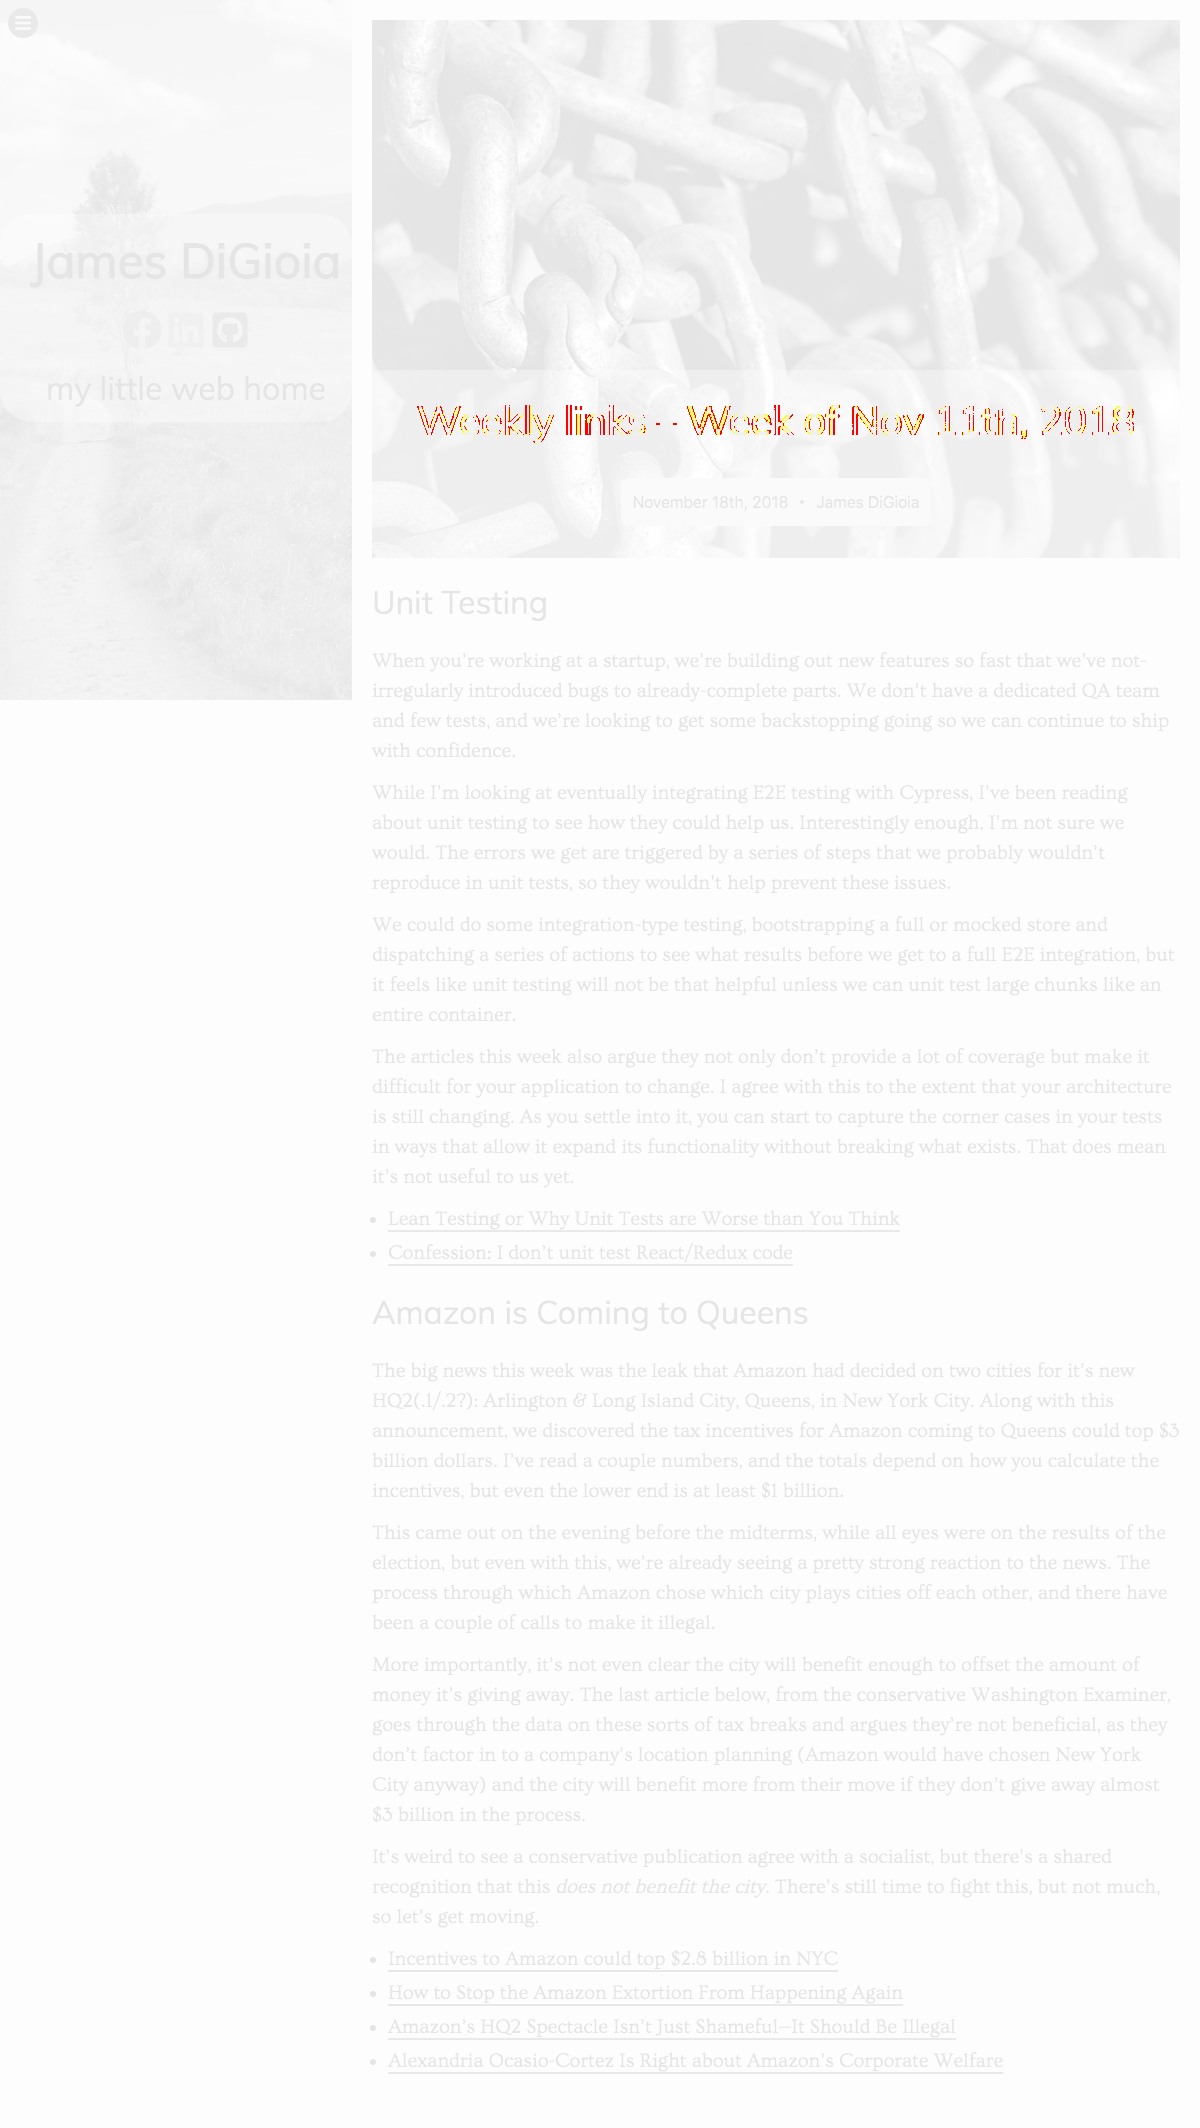 James DiGioia
my little web home
Weekly links -- Week of Nov 11th, 2018
November 18th, 2018 • James DiGioia
Unit Testing
When you're working at a startup, we're building out new features so fast that we've not-
irregularly introduced bugs to already-complete parts. We don't have a dedicated QA team
and few tests, and we're looking to get some backstopping going so we can continue to ship
with confidence.
While I'm looking at eventually integrating E2E testing with Cypress, I've been reading
about unit testing to see how they could help us. Interestingly enough, I'm not sure we
would. The errors we get are triggered by a series of steps that we probably wouldn't
reproduce in unit tests, so they wouldn't help prevent these issues.
We could do some integration-type testing, bootstrapping a full or mocked store and
dispatching a series of actions to see what results before we get to a full E2E integration, but
it feels like unit testing will not be that helpful unless we can unit test large chunks like an
entire container.
The articles this week also argue they not only don't provide a lot of coverage but make it
difficult for your application to change. I agree with this to the extent that your architecture
is still changing. As you settle into it, you can start to capture the corner cases in your tests
in ways that allow it expand its functionality without breaking what exists. That does mean
it's not useful to us yet.
• Lean Testing or Why Unit Tests are Worse than You Think
• Confession: I don't unit test React/Redux code
Amazon is Coming to Queens
The big news this week was the leak that Amazon had decided on two cities for it's new
HQ2(.1/.2?): Arlington & Long Island City, Queens, in New York City. Along with this
announcement, we discovered the tax incentives for Amazon coming to Queens could top $3
billion dollars. I've read a couple numbers, and the totals depend on how you calculate the
incentives, but even the lower end is at least $1 billion.
This came out on the evening before the midterms, while all eyes were on the results of the
election, but even with this, we're already seeing a pretty strong reaction to the news. The
process through which Amazon chose which city plays cities off each other, and there have
been a couple of calls to make it illegal.
More importantly, it's not even clear the city will benefit enough to offset the amount of
money it's giving away. The last article below, from the conservative Washington Examiner,
goes through the data on these sorts of tax breaks and argues they're not beneficial, as they
don't factor in to a company's location planning (Amazon would have chosen New York
City anyway) and the city will benefit more from their move if they don't give away almost
$3 billion in the process.
It's weird to see a conservative publication agree with a socialist, but there's a shared
recognition that this does not benefit the city. There's still time to fight this, but not much,
so let's get moving.
• Incentives to Amazon could top $2.8 billion in NYC
• How to Stop the Amazon Extortion From Happening Again
• Amazon's HQ2 Spectacle Isn't Just Shameful—It Should Be Illegal
• Alexandria Ocasio-Cortez Is Right about Amazon's Corporate Welfare